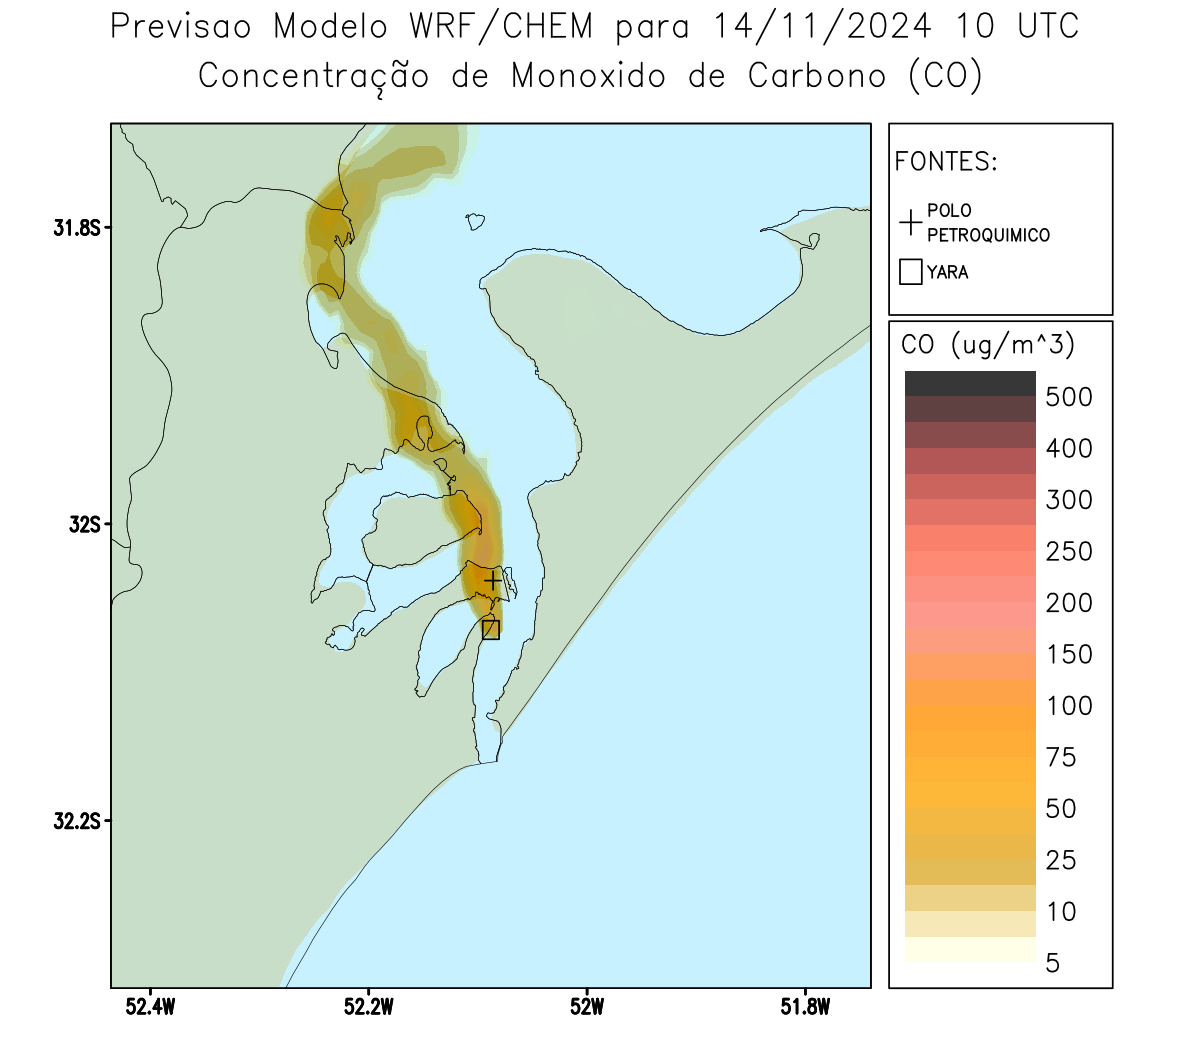 Previsao Modelo WRF/CHEM para 14/11/2024 10 UTC
Concentração de Monoxido de Carbono (CO)
FONTES:
POLO
PETROQUIMICO
YARA
CO (ug/m^3)
500
400
300
250
200
150
100
75
50
25
10
5
31.8S
32S
32.2S
52.4W
52.2W
52W
51.8W